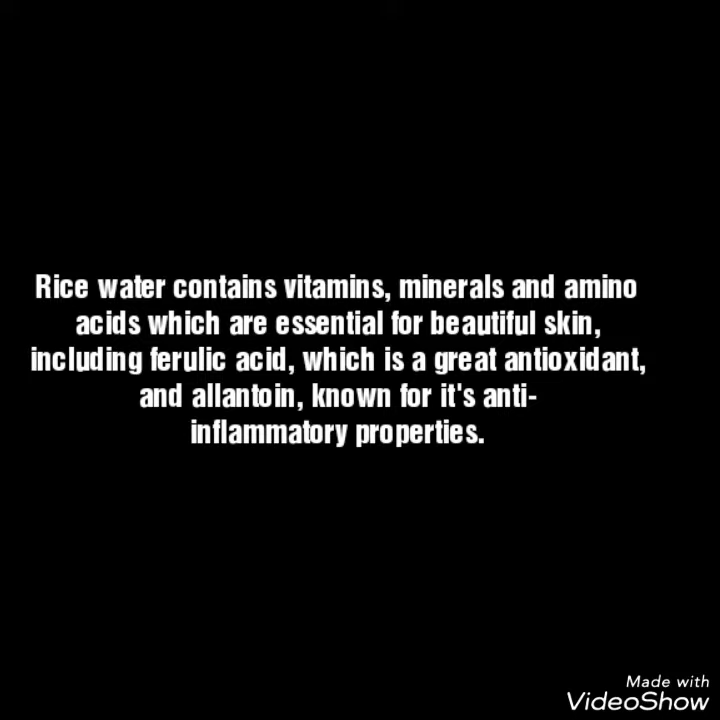 Rice water contains vitamins, minerals and amino
acids which are essential for beautiful skin,
including ferulic acid, which is a great antioxidant,
and allantoin, known for it's anti-
inflammatory properties.
Made with
VideoShow